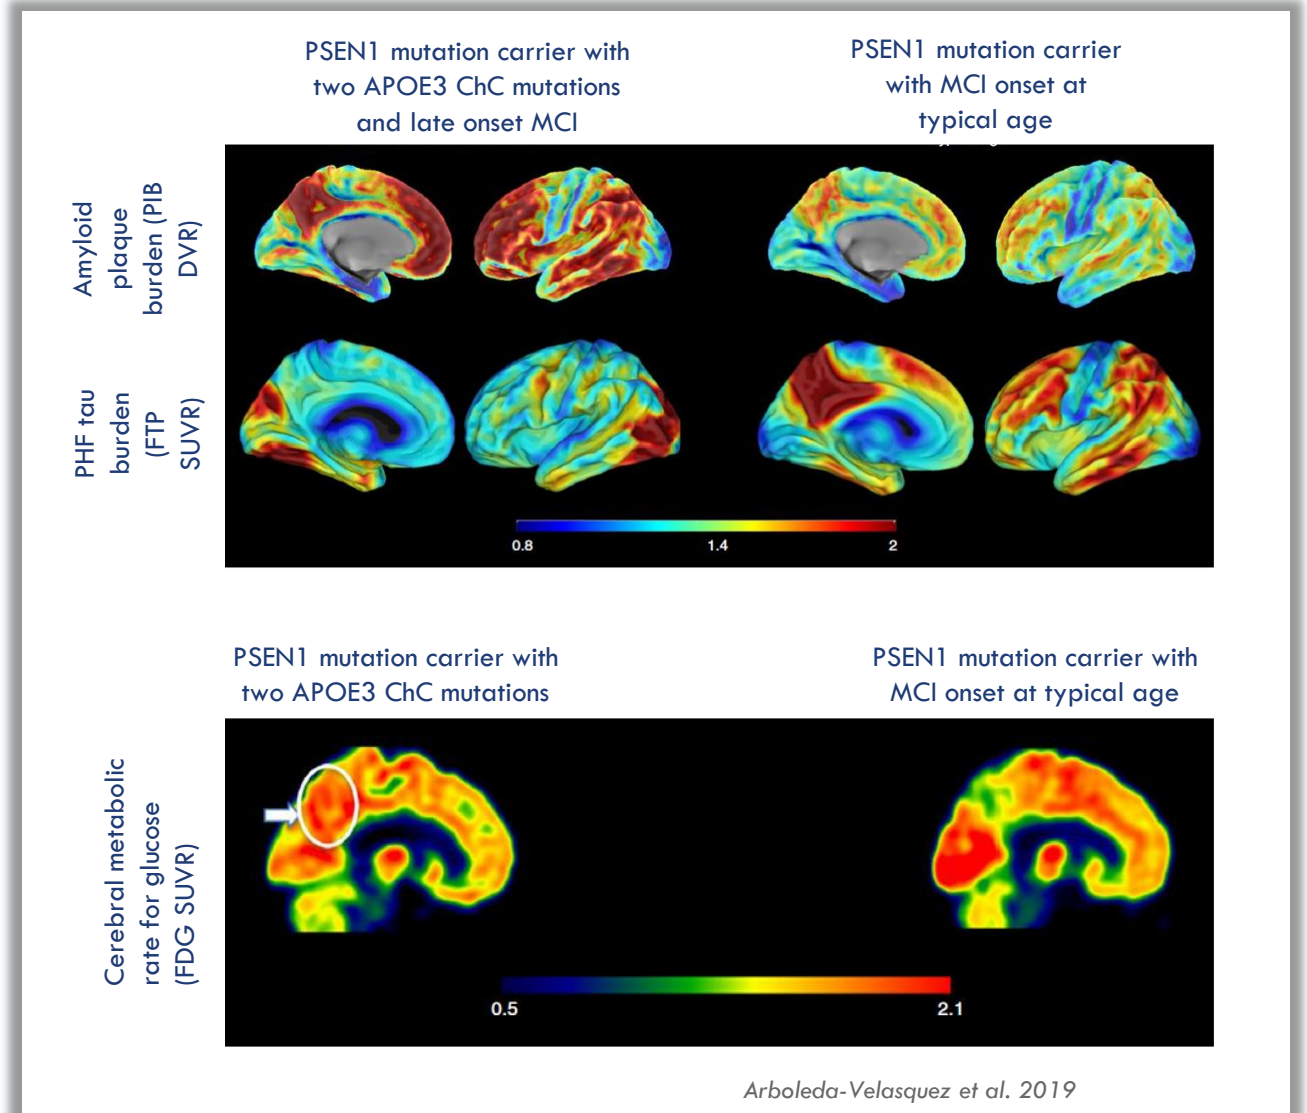 PSEN1 mutation carrier with
two APOE3 ChC mutations
and late onset MCI
PSEN1 mutation carrier
with MCI onset at
typical age
Amyloid
plaque
burden (PIB
DVR)
PHF tau
burden
(FTP
SUVR)
0.8
1.4
2
PSEN1 mutation carrier with
two APOE3 ChC mutations
PSEN1 mutation carrier with
MCI onset at typical age
Cerebral metabolic
rate for glucose
(FDG SUVR)
0.5
2.1
Arboleda-Velasquez et al. 2019